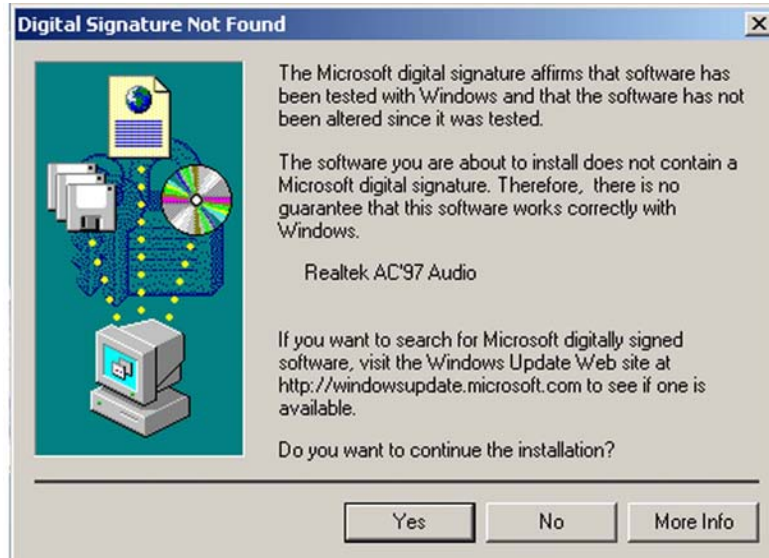 Digital Signature Not Found
The Microsoft digital signature affirms that software has
been tested with Windows and that the software has not
been altered since it was tested.
The software you are about to install does not contain a
Microsoft digital signature. Therefore,  there is no
guarantee that this software works correctly with
Windows.
Realtek AC'97 Audio
If you want to search for Microsoft digitally signed
software, visit the Windows Update Web site at
http://windowsupdate.microsoft.com to see if one is
available.
Do you want to continue the installation?
Yes
No
More Info